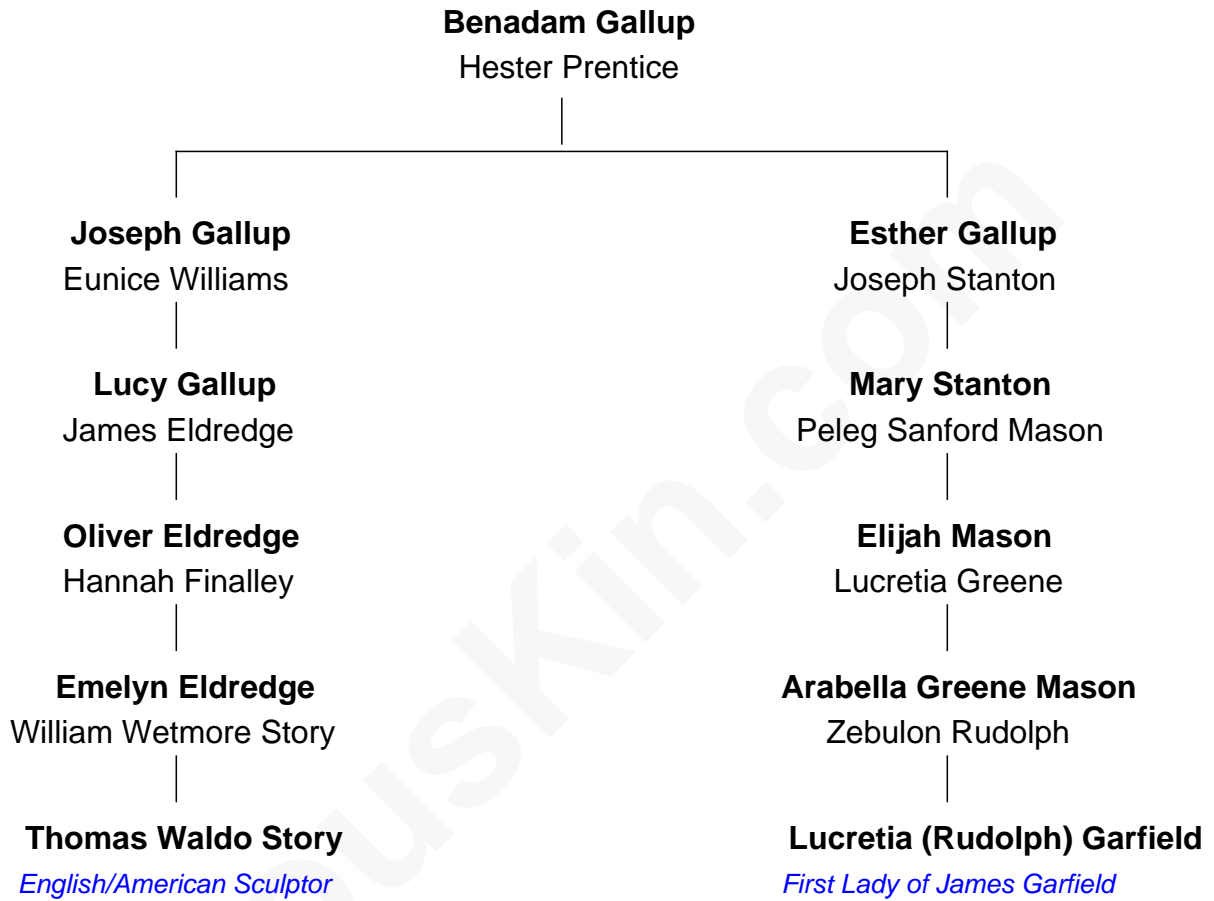 Benadam Gallup
Hester Prentice
Joseph Gallup
Eunice Williams
Esther Gallup
Joseph Stanton
Lucy Gallup
James Eldredge
Mary Stanton
Peleg Sanford Mason
Oliver Eldredge
Hannah Finalley
Elijah Mason
Lucretia Greene
Emelyn Eldredge
William Wetmore Story
Arabella Greene Mason
Zebulon Rudolph
Thomas Waldo Story
English/American Sculptor
Lucretia (Rudolph) Garfield
First Lady of James Garfield
ousKin.com